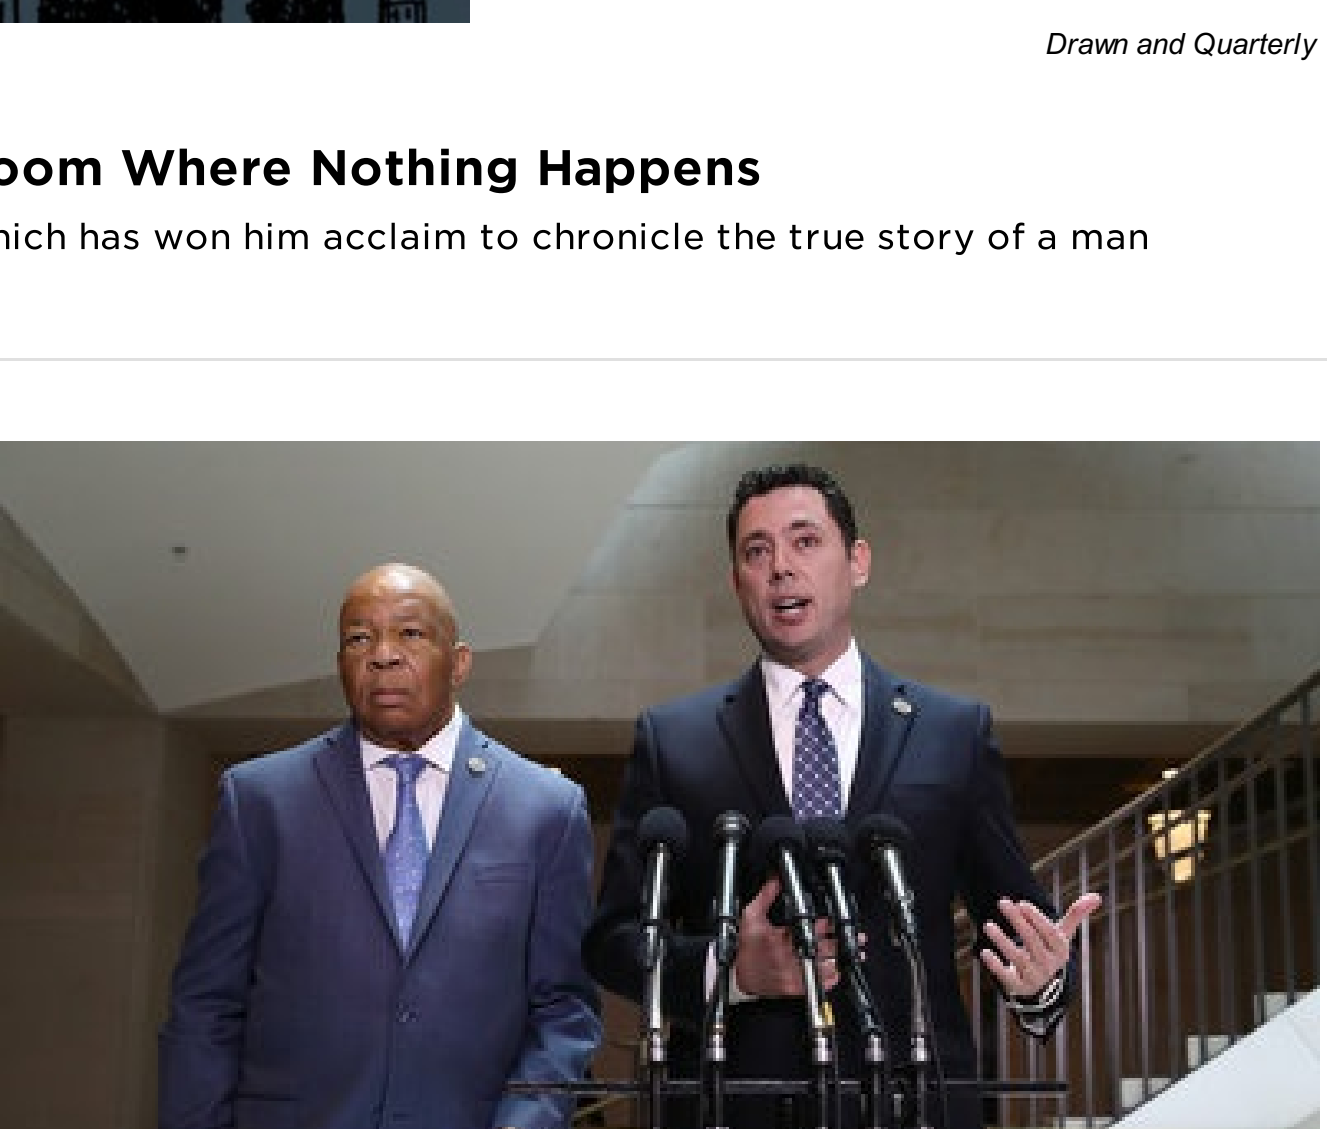 Drawn and Quarterly
oom Where Nothing Happens
hich has won him acclaim to chronicle the true story of a man